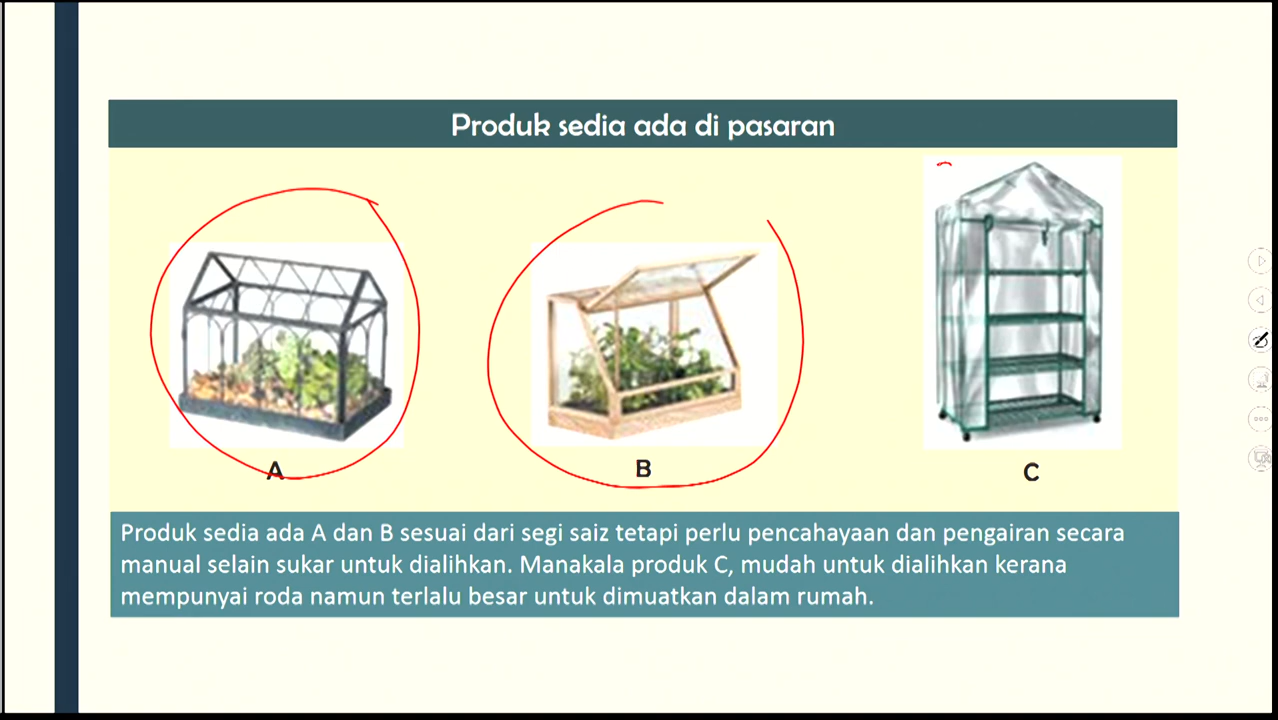 Produk sedia ada di pasaran
A
B
C
Produk sedia ada A dan B sesuai dari segi saiz tetapi perlu pencahayaan dan pengairan secara
manual selain sukar untuk dialihkan. Manakala produk C, mudah untuk dialihkan kerana
mempunyai roda namun terlalu besar untuk dimuatkan dalam rumah.